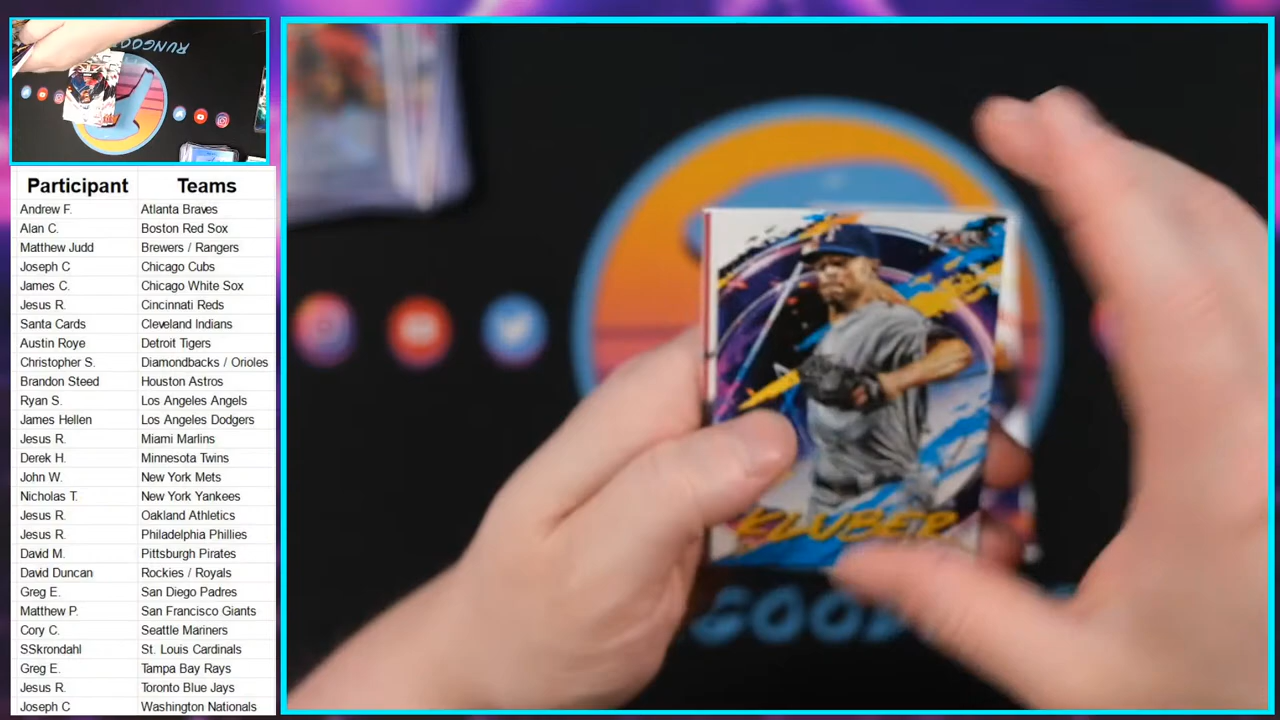 RUNGOOD
Participant Teams
Andrew F. Atlanta Braves
Alan C. Boston Red Sox
Matthew Judd Brewers / Rangers
Joseph C Chicago Cubs
James C. Chicago White Sox
Jesus R. Cincinnati Reds
Santa Cards Cleveland Indians
Austin Roye Detroit Tigers
Christopher S. Diamondbacks / Orioles
Brandon Steed Houston Astros
Ryan S. Los Angeles Angels
James Hellen Los Angeles Dodgers
Jesus R. Miami Marlins
Derek H. Minnesota Twins
John W. New York Mets
Nicholas T. New York Yankees
Jesus R. Oakland Athletics
Jesus R. Philadelphia Phillies
David M. Pittsburgh Pirates
David Duncan Rockies / Royals
Greg E. San Diego Padres
Matthew P. San Francisco Giants
Cory C. Seattle Mariners
SSkrondahl St. Louis Cardinals
Greg E. Tampa Bay Rays
Jesus R. Toronto Blue Jays
Joseph C Washington Nationals
KLUBER
GOOD